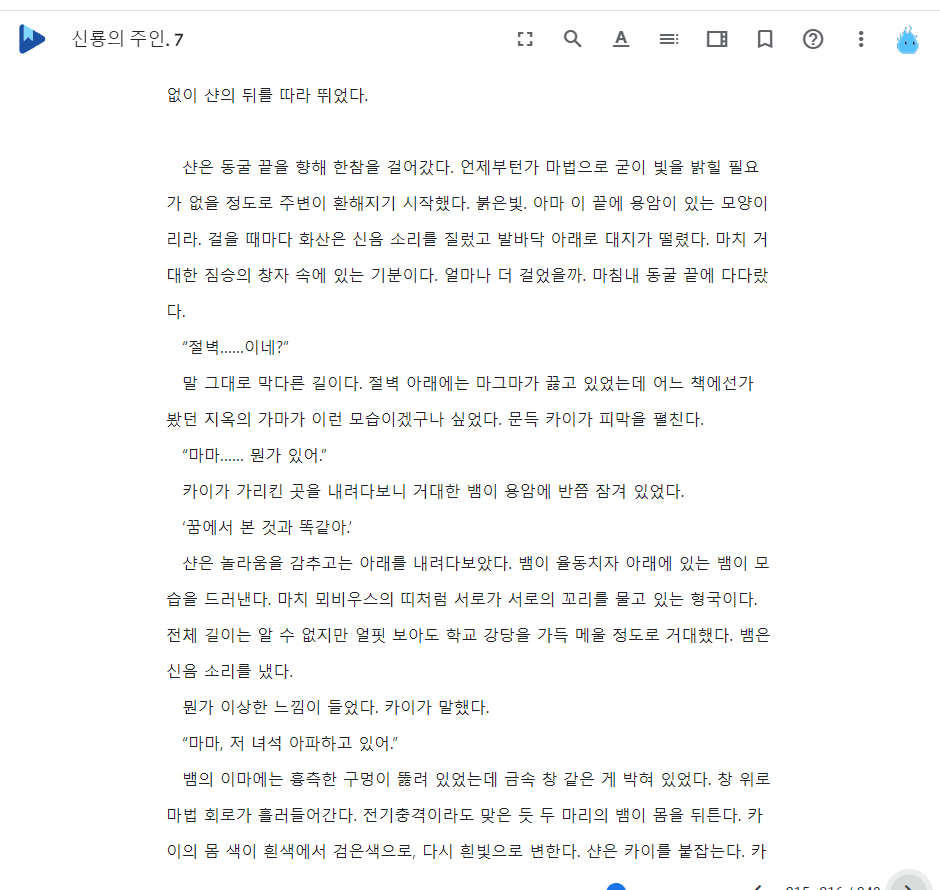 신룡의 주인. 7
없이 샨의 뒤를 따라 뛰었다.
샨은 동굴 끝을 향해 한참을 걸어갔다. 언제부턴가 마법으로 굳이 빛을 밝힐 필요
가 없을 정도로 주변이 환해지기 시작했다. 붉은빛. 아마 이 끝에 용암이 있는 모양이
리라. 걸을 때마다 화산은 신음 소리를 질렀고 발바닥 아래로 대지가 떨렸다. 마치 거
대한 짐승의 창자 속에 있는 기분이다. 얼마나 더 걸었을까. 마침내 동굴 끝에 다다랐
다.
“절벽......이네?”
말 그대로 막다른 길이다. 절벽 아래에는 마그마가 끓고 있었는데 어느 책에선가
봤던 지옥의 가마가 이런 모습이겠구나 싶었다. 문득 카이가 피막을 펼친다.
“마마...... 뭔가 있어.”
카이가 가리킨 곳을 내려다보니 거대한 뱀이 용암에 반쯤 잠겨 있었다.
‘꿈에서 본 것과 똑같아.’
샨은 놀라움을 감추고는 아래를 내려다보았다. 뱀이 율동치자 아래에 있는 뱀이 모
습을 드러낸다. 마치 뫼비우스의 띠처럼 서로가 서로의 꼬리를 물고 있는 형국이다.
전체 길이는 알 수 없지만 얼핏 보아도 학교 강당을 가득 메울 정도로 거대했다. 뱀은
신음 소리를 냈다.
뭔가 이상한 느낌이 들었다. 카이가 말했다.
“마마, 저 녀석 아파하고 있어.”
뱀의 이마에는 흉측한 구멍이 뚫려 있었는데 금속 창 같은 게 박혀 있었다. 창 위로
마법 회로가 흘러들어간다. 전기충격이라도 맞은 듯 두 마리의 뱀이 몸을 뒤튼다. 카
이의 몸 색이 흰색에서 검은색으로, 다시 흰빛으로 변한다. 샨은 카이를 붙잡는다. 카